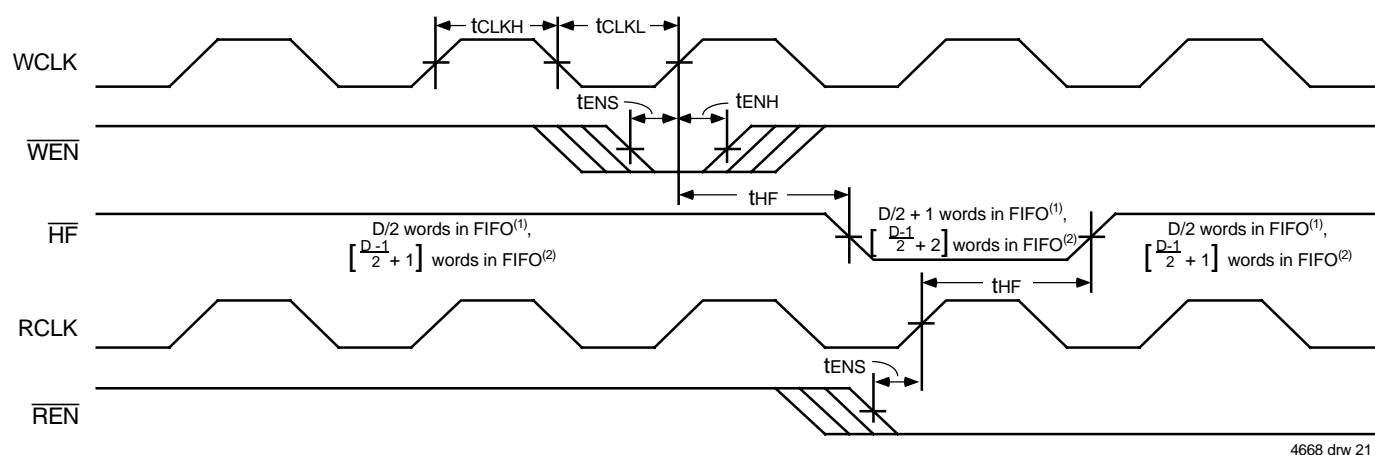 tCLKH
tCLKL
WCLK
tENS
tENH
WEN
tHF
HF
D/2 words in FIFO(1),
[D-1/2 + 1] words in FIFO(2)
D/2 + 1 words in FIFO(1),
[D-1/2 + 2] words in FIFO(2)
D/2 words in FIFO(1),
[D-1/2 + 1] words in FIFO(2)
tHF
RCLK
tENS
REN
4668 drw 21